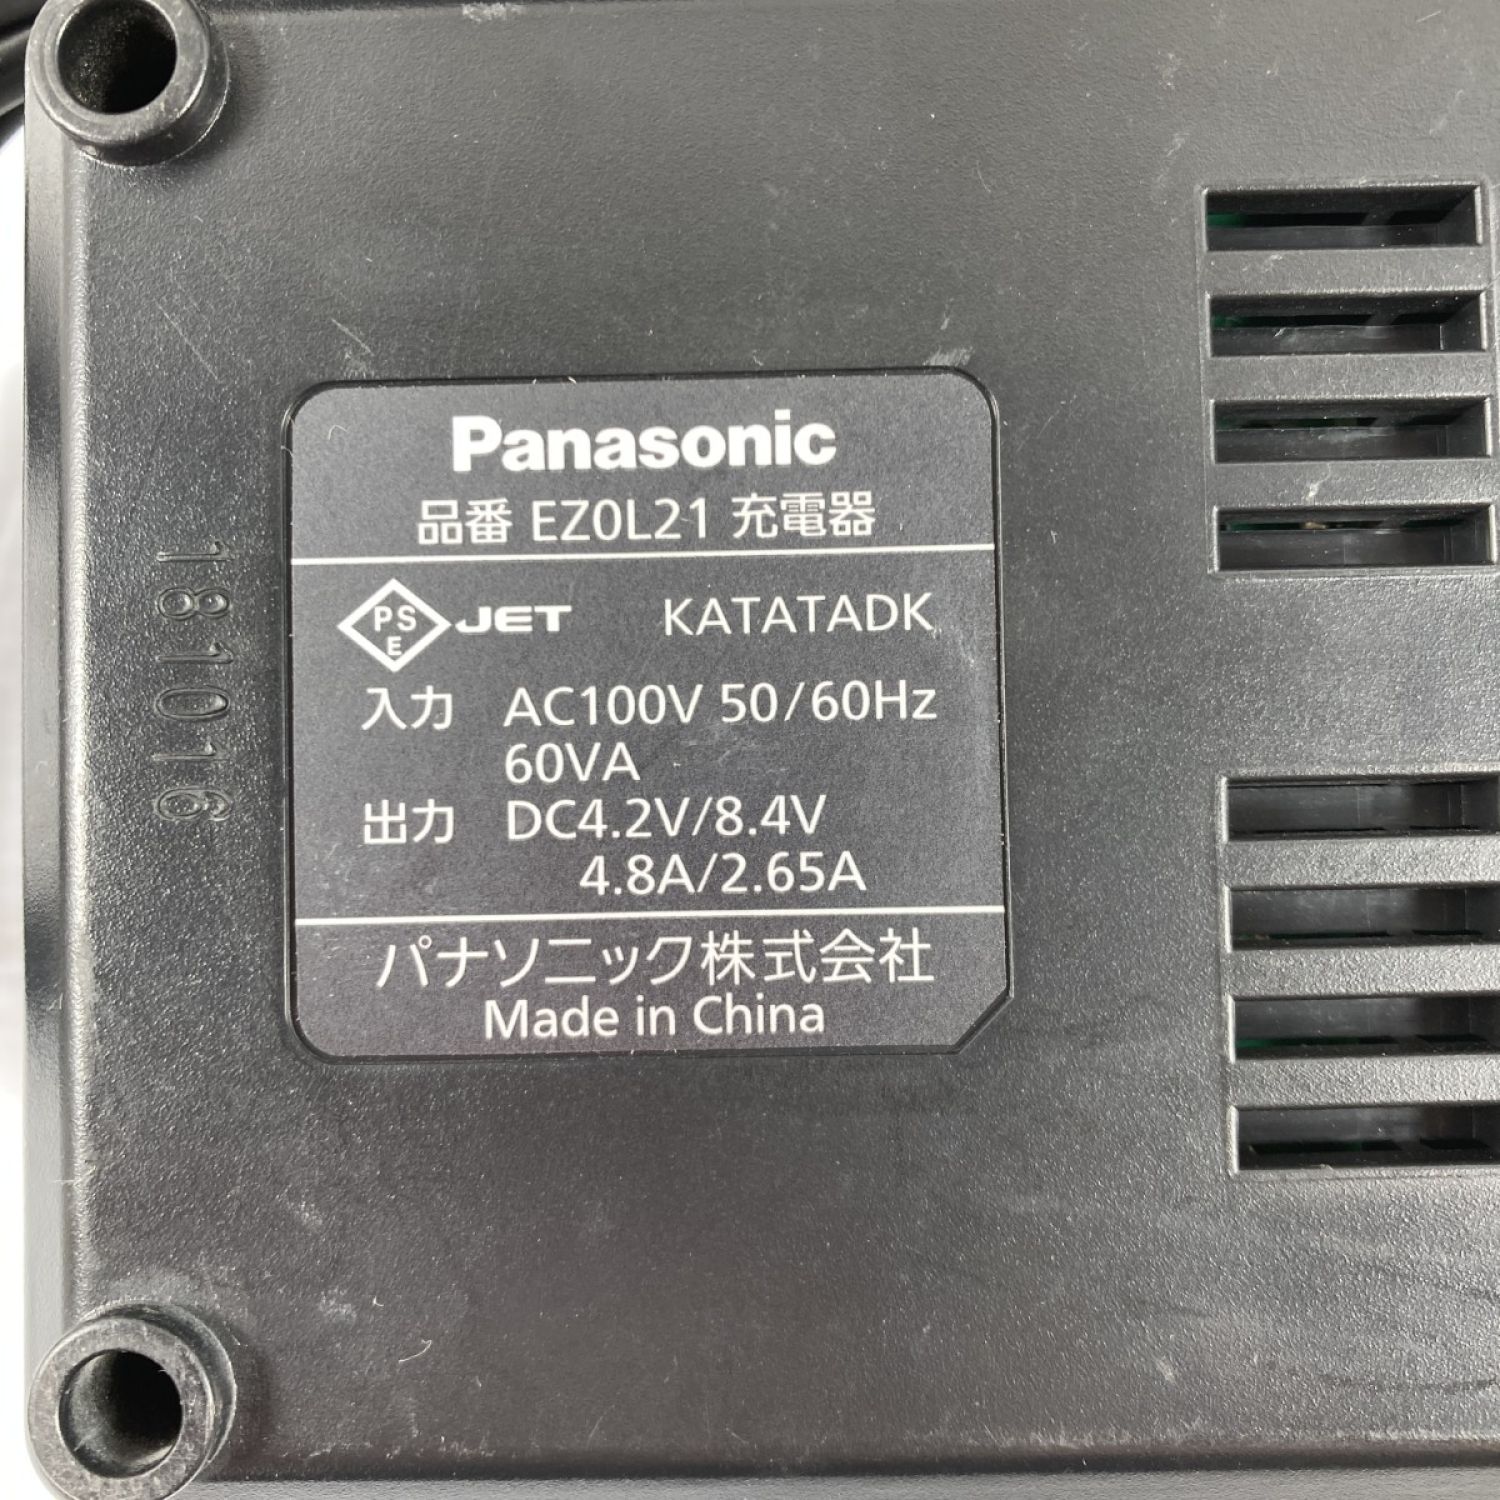 Panasonic
品番 EZ0L21 充電器
PS
E
JET KATATADK
入力 AC100V 50/60Hz
60VA
出力 DC4.2V/8.4V
4.8A/2.65A
パナソニック株式会社
Made in China
181016